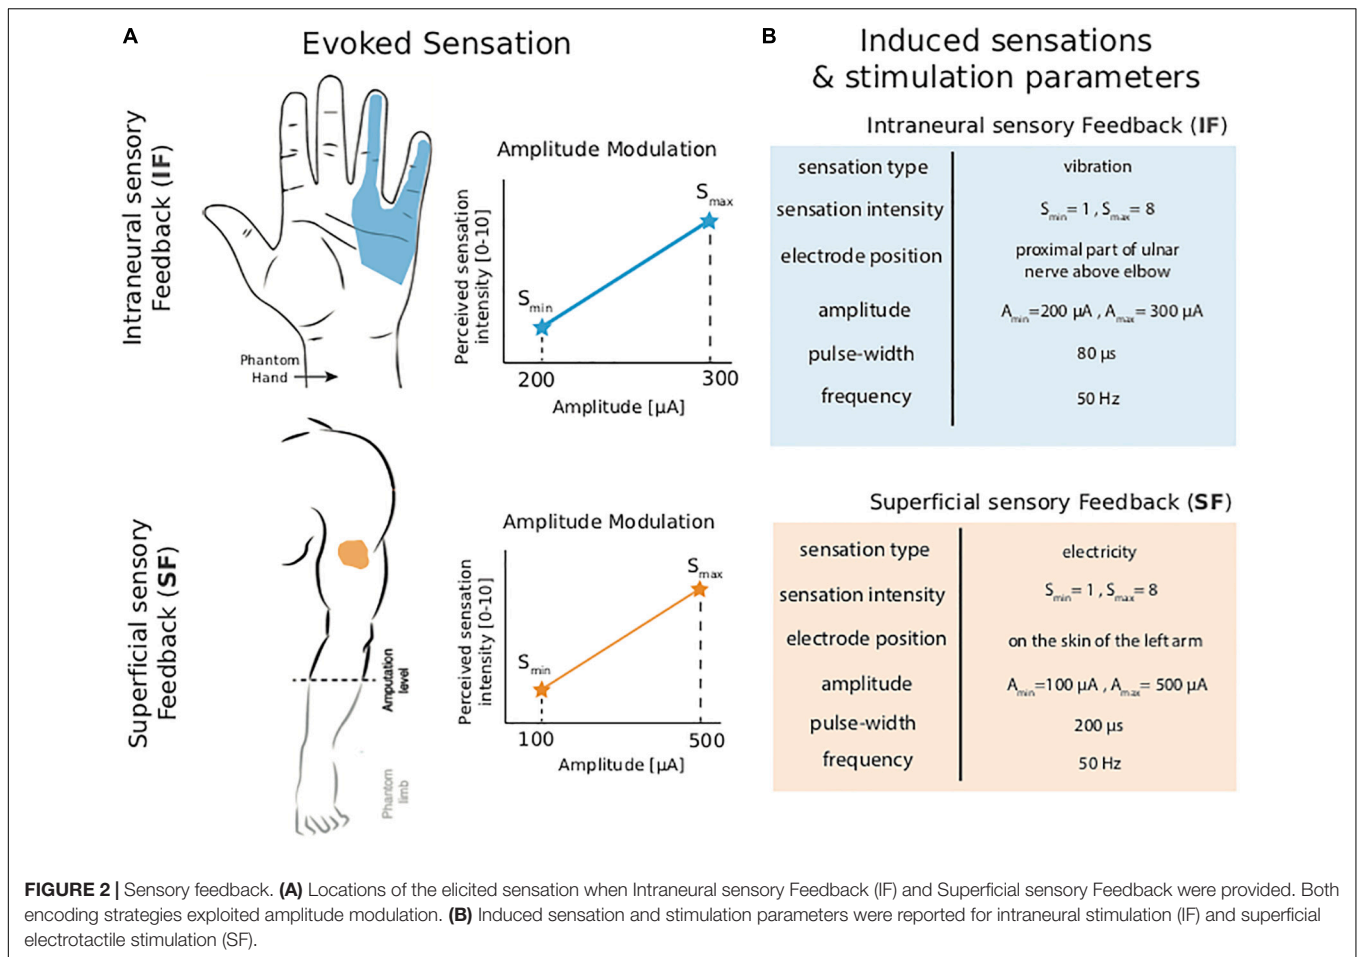 A
Evoked Sensation
Intraneural sensory
Feedback (IF)
Phantom
Hand
Amplitude Modulation
Perceived sensation
intensity [0-10]
Smin
Smax
200
300
Amplitude [µA]
Superficial sensory
Feedback (SF)
Amputation
level
Phantom
limb
Amplitude Modulation
Perceived sensation
intensity [0-10]
Smin
Smax
100
500
Amplitude [µA]
B
Induced sensations
& stimulation parameters
Intraneural sensory Feedback (IF)
sensation type vibration
sensation intensity Smin= 1 , Smax= 8
electrode position proximal part of ulnar
nerve above elbow
amplitude Amin=200 µA , Amax= 300 µA
pulse-width 80 µs
frequency 50 Hz
Superficial sensory Feedback (SF)
sensation type electricity
sensation intensity Smin= 1 , Smax= 8
electrode position on the skin of the left arm
amplitude Amin=100 µA , Amax= 500 µA
pulse-width 200 µs
frequency 50 Hz
FIGURE 2 | Sensory feedback. (A) Locations of the elicited sensation when Intraneural sensory Feedback (IF) and Superficial sensory Feedback were provided. Both
encoding strategies exploited amplitude modulation. (B) Induced sensation and stimulation parameters were reported for intraneural stimulation (IF) and superficial
electrotactile stimulation (SF).